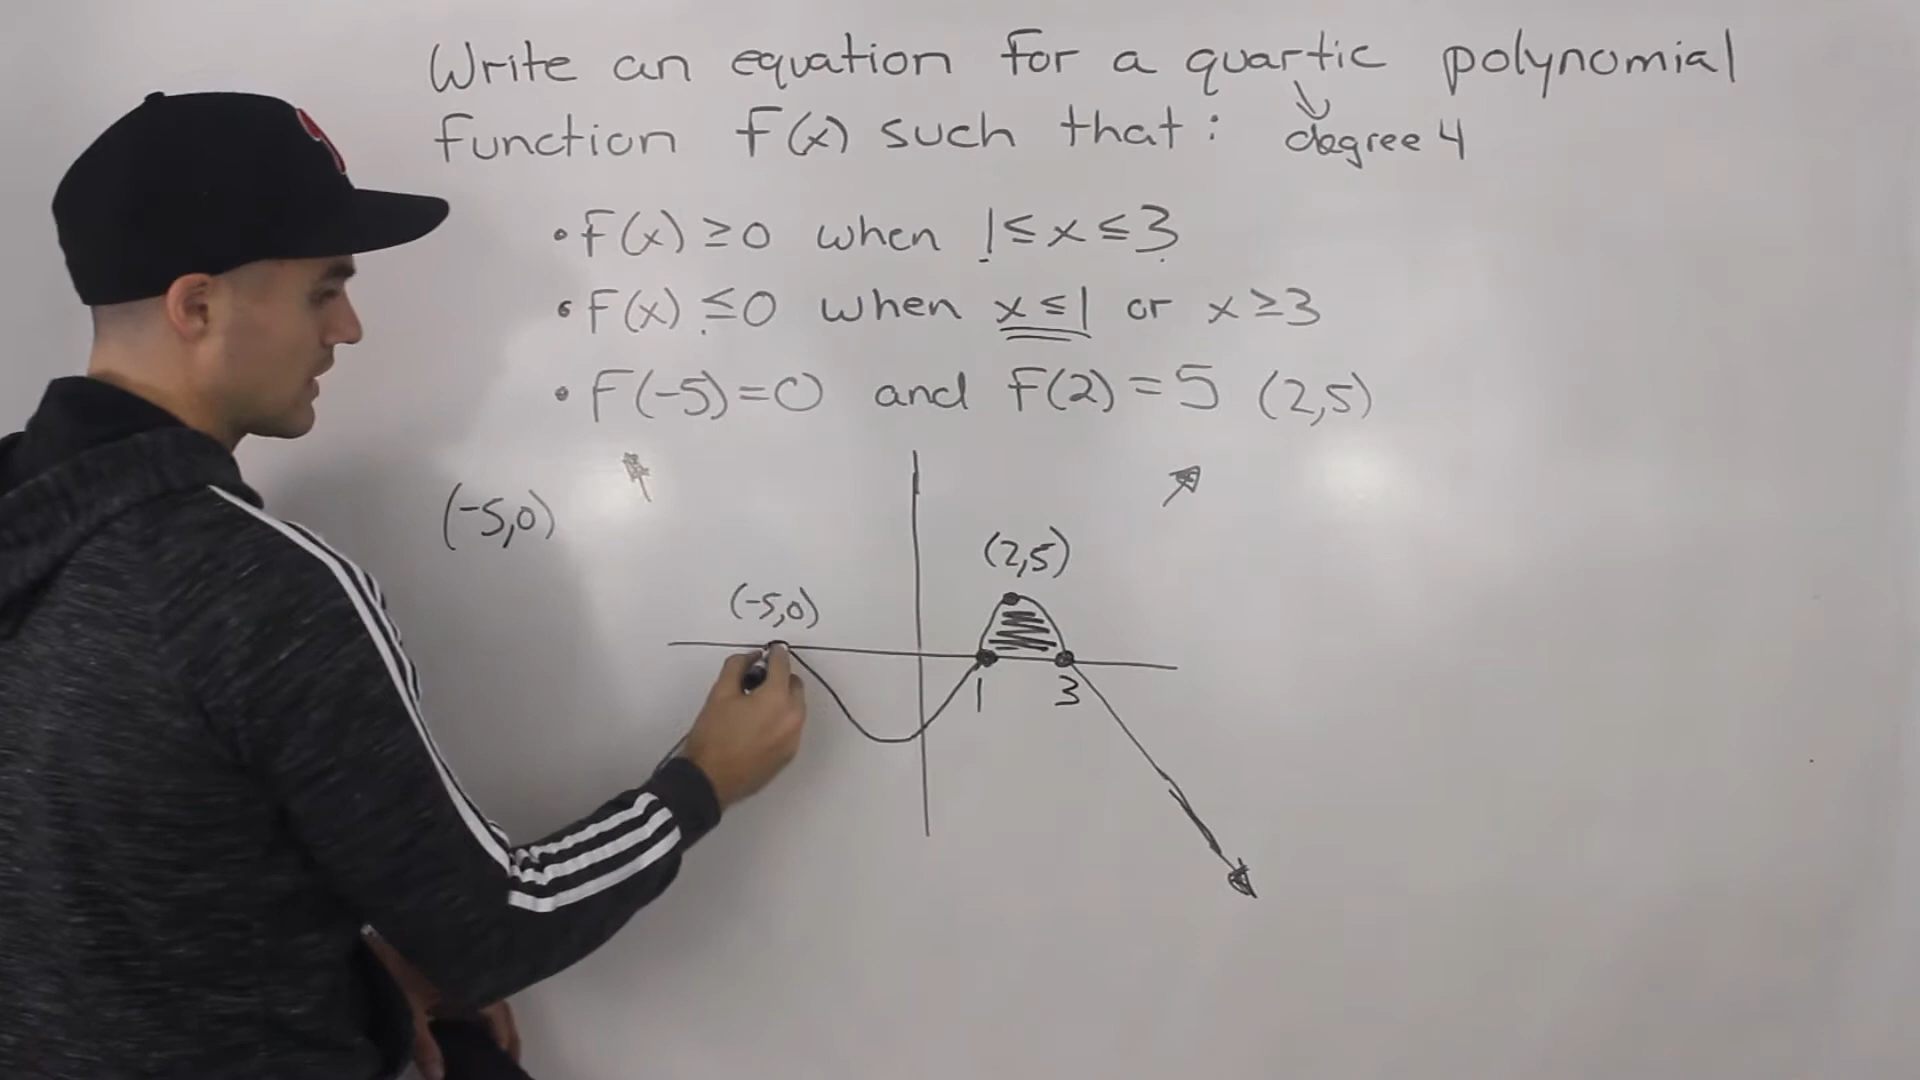 Write an equation for a quartic polynomial
function f(x) such that: degree 4
• f(x) ≥ 0 when 1 ≤ x ≤ 3
• f(x) ≤ 0 when x ≤ 1 or x ≥ 3
• f(-5) = 0 and f(2) = 5 (2,5)
(-5,0)
(2,5)
(-5,0)
1 3